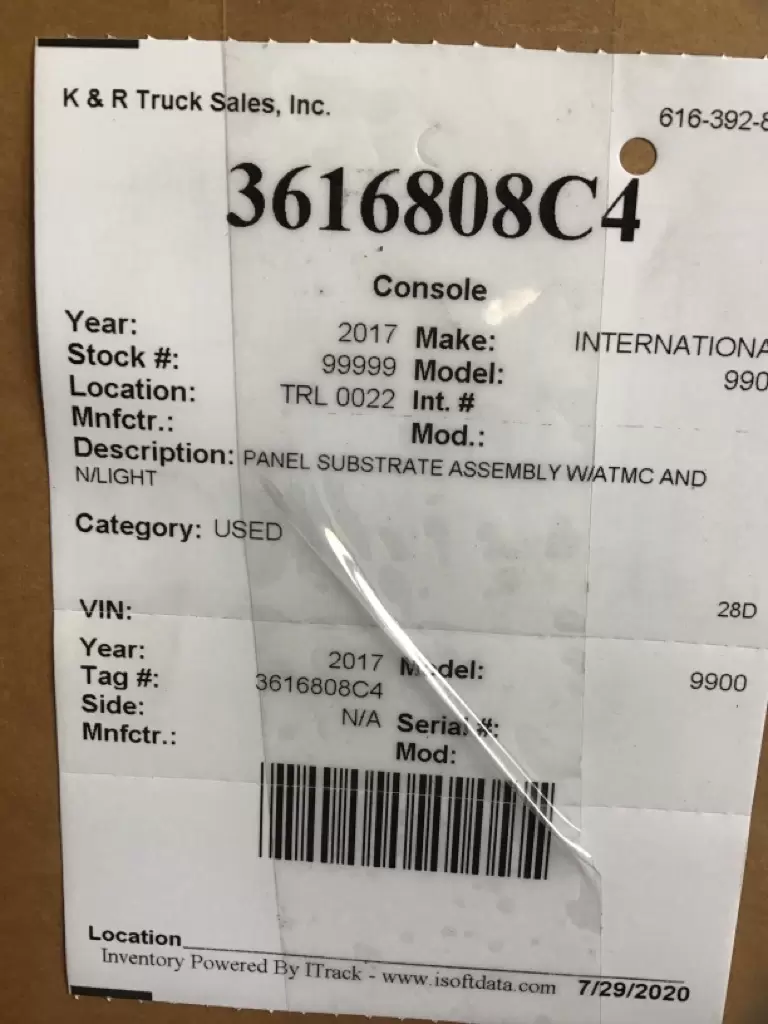 K & R Truck Sales, Inc. 616-392-8
3616808C4
Console
Year: 2017 Make: INTERNATIONA
Stock #: 99999 Model: 990
Location: TRL 0022 Int. #
Mnfctr.: Mod.:
Description: PANEL SUBSTRATE ASSEMBLY W/ATMC AND
N/LIGHT
Category: USED
VIN: 28D
Year: 2017 Model: 9900
Tag #: 3616808C4
Side: N/A Serial #:
Mnfctr.: Mod:
Location
Inventory Powered By ITrack - www.isoftdata.com 7/29/2020